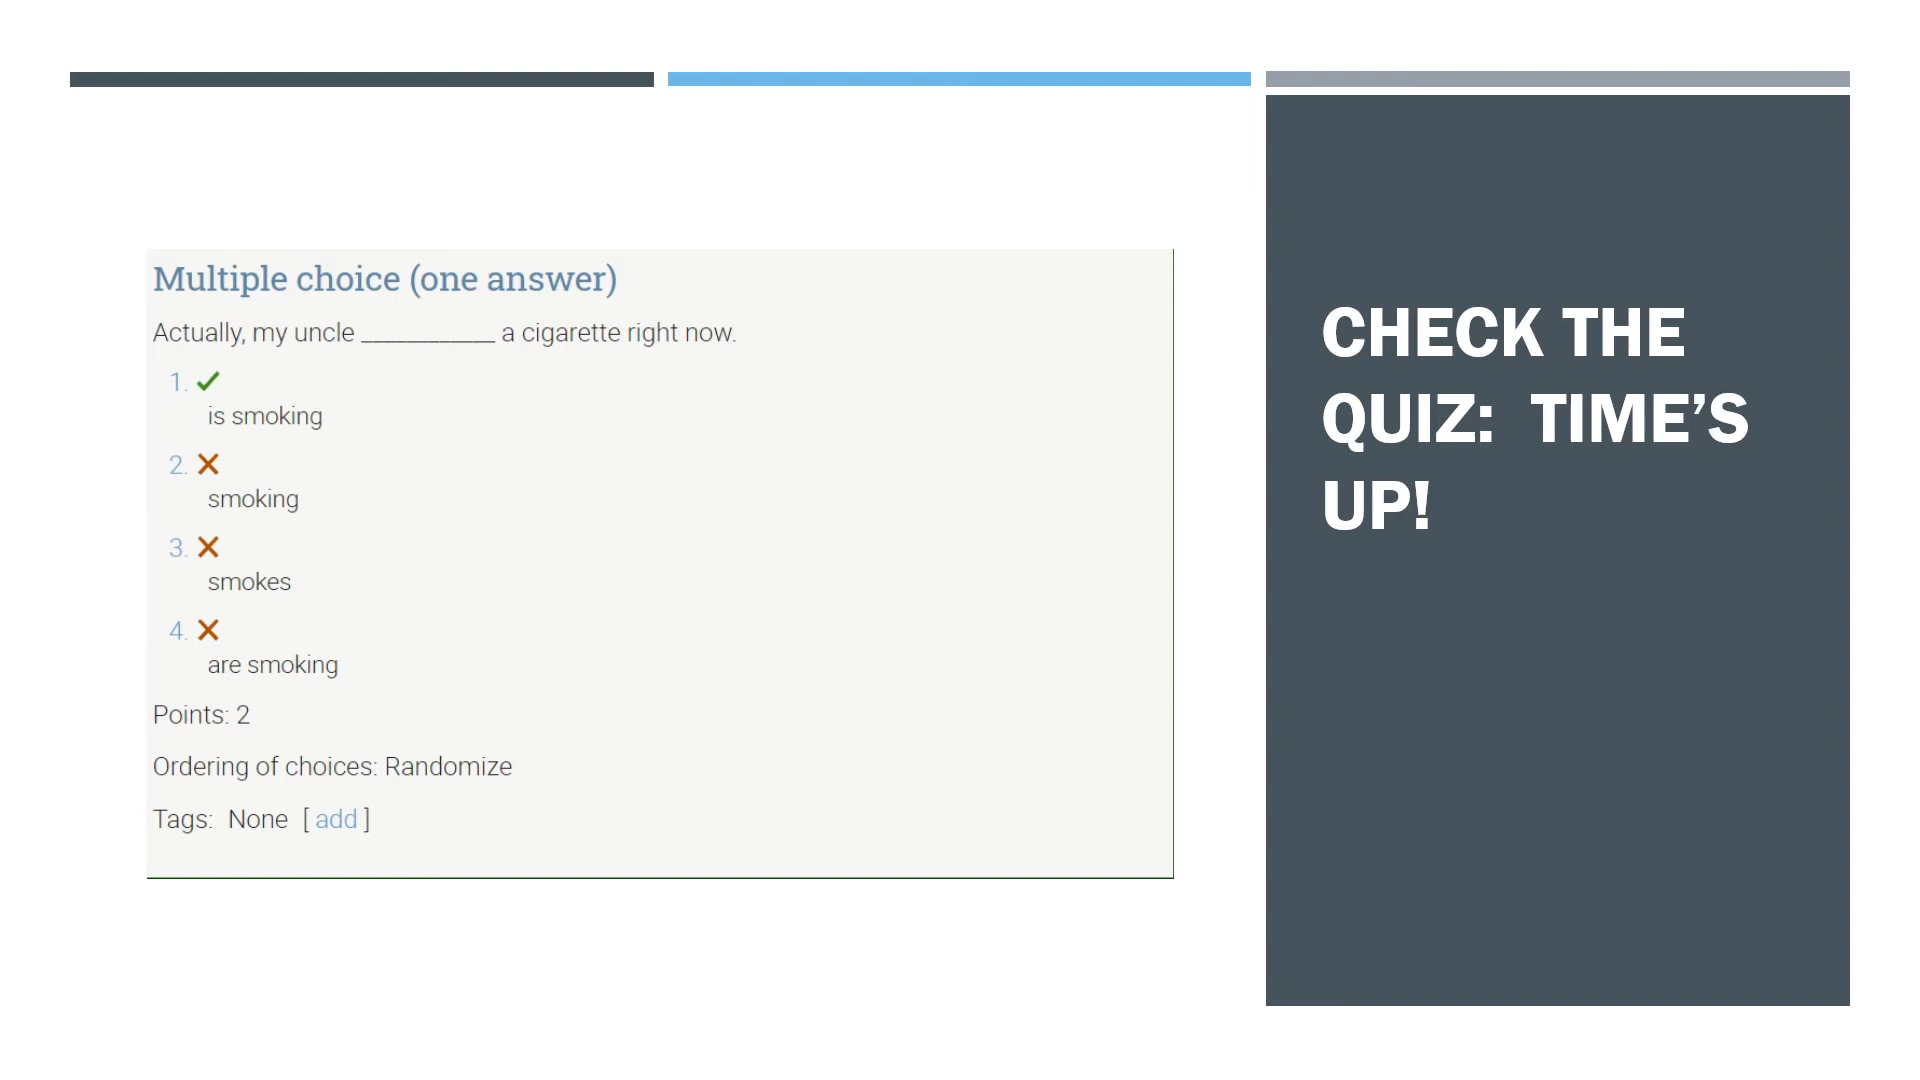 Multiple choice (one answer)
Actually, my uncle ____________ a cigarette right now.
1. ✓
is smoking
2. ✕
smoking
3. ✕
smokes
4. ✕
are smoking
Points: 2
Ordering of choices: Randomize
Tags: None [ add ]
CHECK THE
QUIZ: TIME’S
UP!